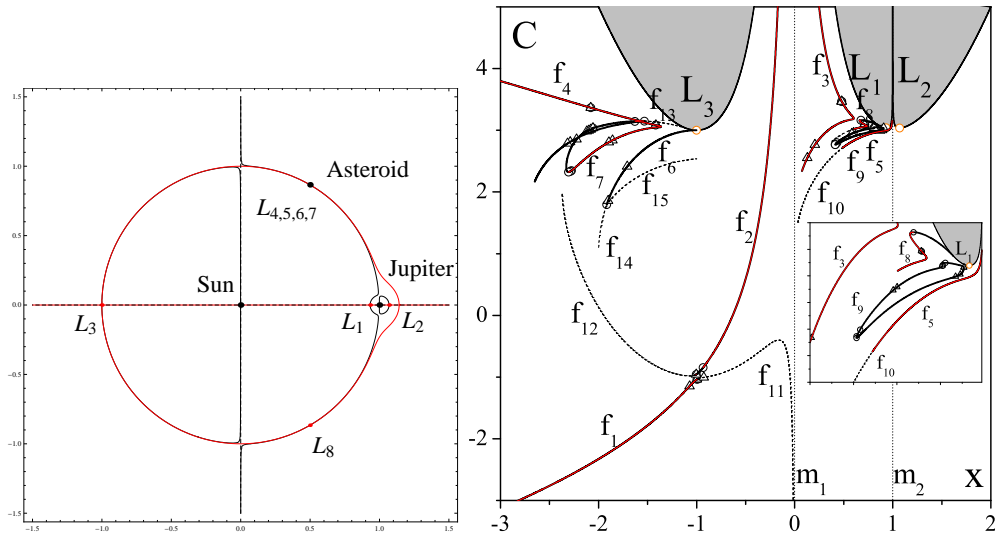 1.5
1.0
0.5
0.0
-0.5
-1.0
-1.5
-1.5
-1.0
-0.5
0.0
0.5
1.0
1.5
Asteroid
L4,5,6,7
Jupiter
Sun
L3
L1
L2
L8
C
4
2
0
-2
-3
-2
-1
0
1
2
x
f4
f13
L3
f7
f6
f15
f14
f12
f2
f1
f11
m1
m2
f3
L1
L2
f8
f5
f9
f10
f3
f8
L1
f9
f5
f10